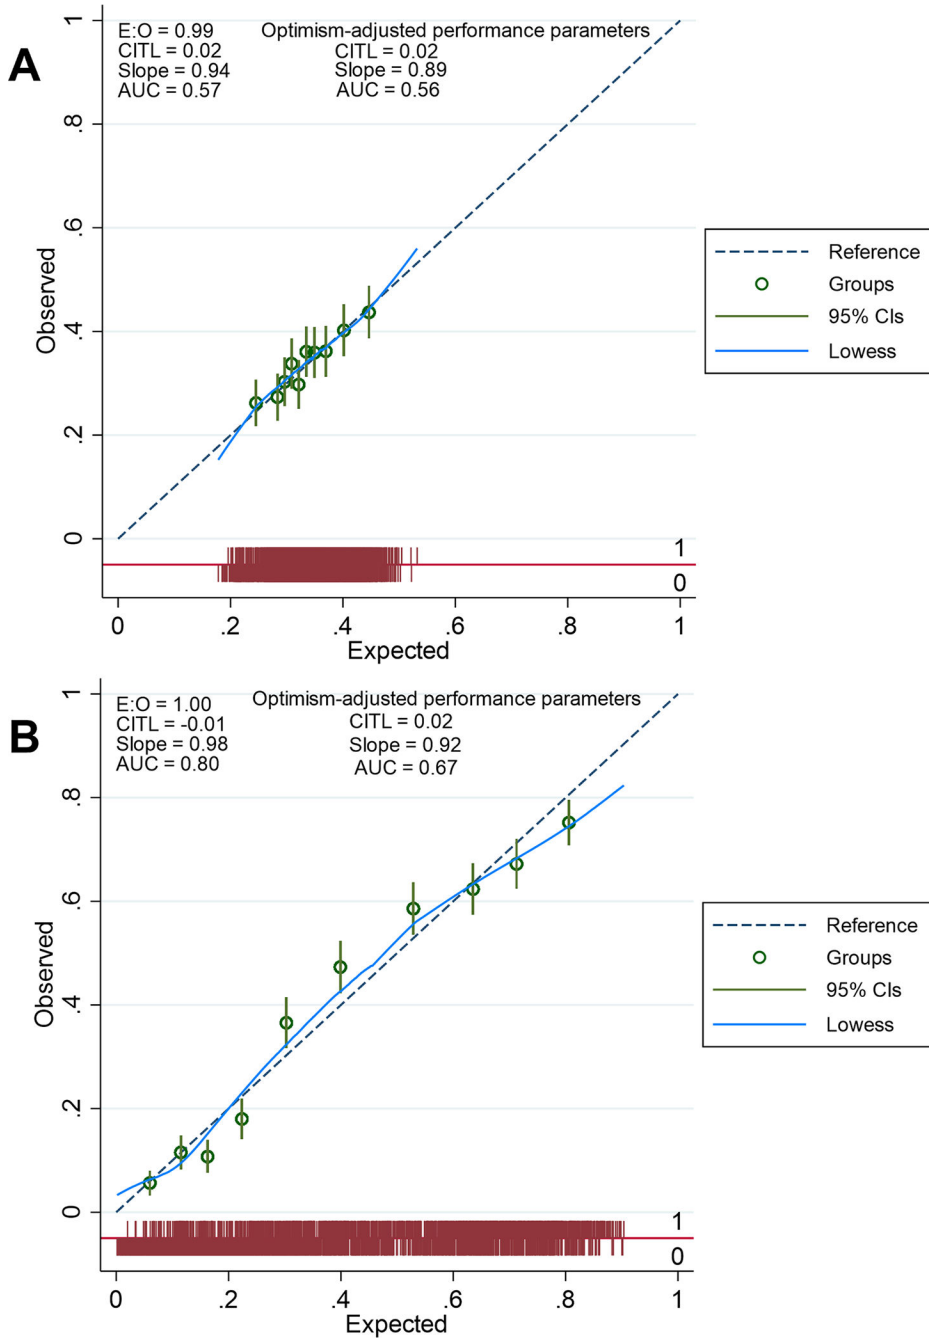 A
E:O = 0.99
CITL = 0.02
Slope = 0.94
AUC = 0.57
Optimism-adjusted performance parameters
CITL = 0.02
Slope = 0.89
AUC = 0.56
1
.8
.6
.4
.2
0
Observed
1
0
0 .2 .4 .6 .8 1
Expected
Reference
Groups
95% CIs
Lowess
B
E:O = 1.00
CITL = -0.01
Slope = 0.98
AUC = 0.80
Optimism-adjusted performance parameters
CITL = 0.02
Slope = 0.92
AUC = 0.67
1
.8
.6
.4
.2
0
Observed
1
0
0 .2 .4 .6 .8 1
Expected
Reference
Groups
95% CIs
Lowess